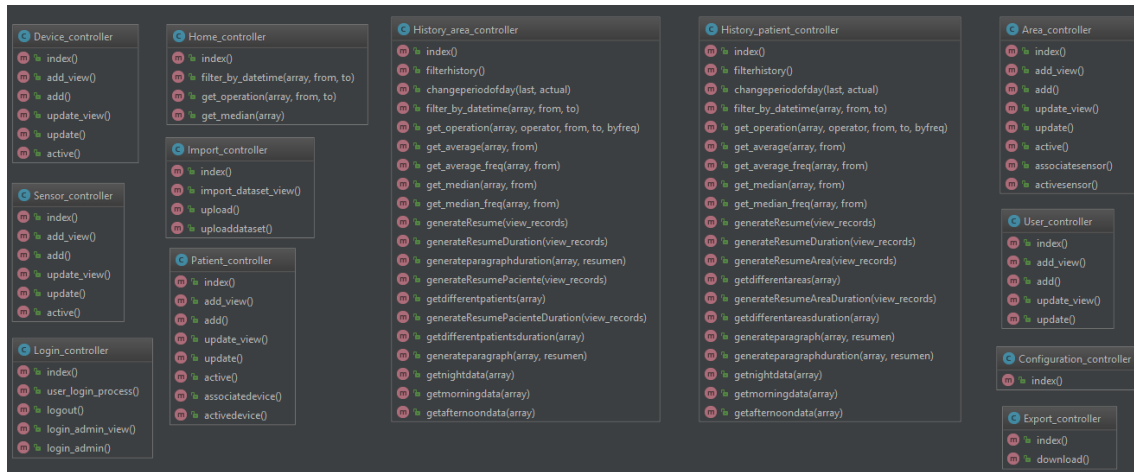 Device_controller
index()
add_view()
add()
update_view()
update()
active()
Sensor_controller
index()
add_view()
add()
update_view()
update()
active()
Login_controller
index()
user_login_process()
logout()
login_admin_view()
login_admin()
Home_controller
index()
filter_by_datetime(array, from, to)
get_operation(array, from, to)
get_median(array)
Import_controller
index()
import_dataset_view()
upload()
uploaddataset()
Patient_controller
index()
add_view()
add()
update_view()
update()
active()
associatedevice()
activedevice()
History_area_controller
index()
filterhistory()
changeperiodofday(last, actual)
filter_by_datetime(array, from, to)
get_operation(array, operator, from, to, byfreq)
get_average(array, from)
get_average_freq(array, from)
get_median(array, from)
get_median_freq(array, from)
generateResume(view_records)
generateResumeDuration(view_records)
generateparagraphduration(array, resumen)
generateResumePaciente(view_records)
getdifferentpatients(array)
generateResumePacienteDuration(view_records)
getdifferentpatientsduration(array)
generateparagraph(array, resumen)
getnightdata(array)
getmorningdata(array)
getafternoondata(array)
History_patient_controller
index()
filterhistory()
changeperiodofday(last, actual)
filter_by_datetime(array, from, to)
get_operation(array, operator, from, to, byfreq)
get_average(array, from)
get_average_freq(array, from)
get_median(array, from)
get_median_freq(array, from)
generateResume(view_records)
generateResumeDuration(view_records)
generateResumeArea(view_records)
getdifferentareas(array)
generateResumeAreaDuration(view_records)
getdifferentareasduration(array)
generateparagraph(array, resumen)
generateparagraphduration(array, resumen)
getnightdata(array)
getmorningdata(array)
getafternoondata(array)
Area_controller
index()
add_view()
add()
update_view()
update()
active()
associatesensor()
activesensor()
User_controller
index()
add_view()
add()
update_view()
update()
Configuration_controller
index()
Export_controller
index()
download()